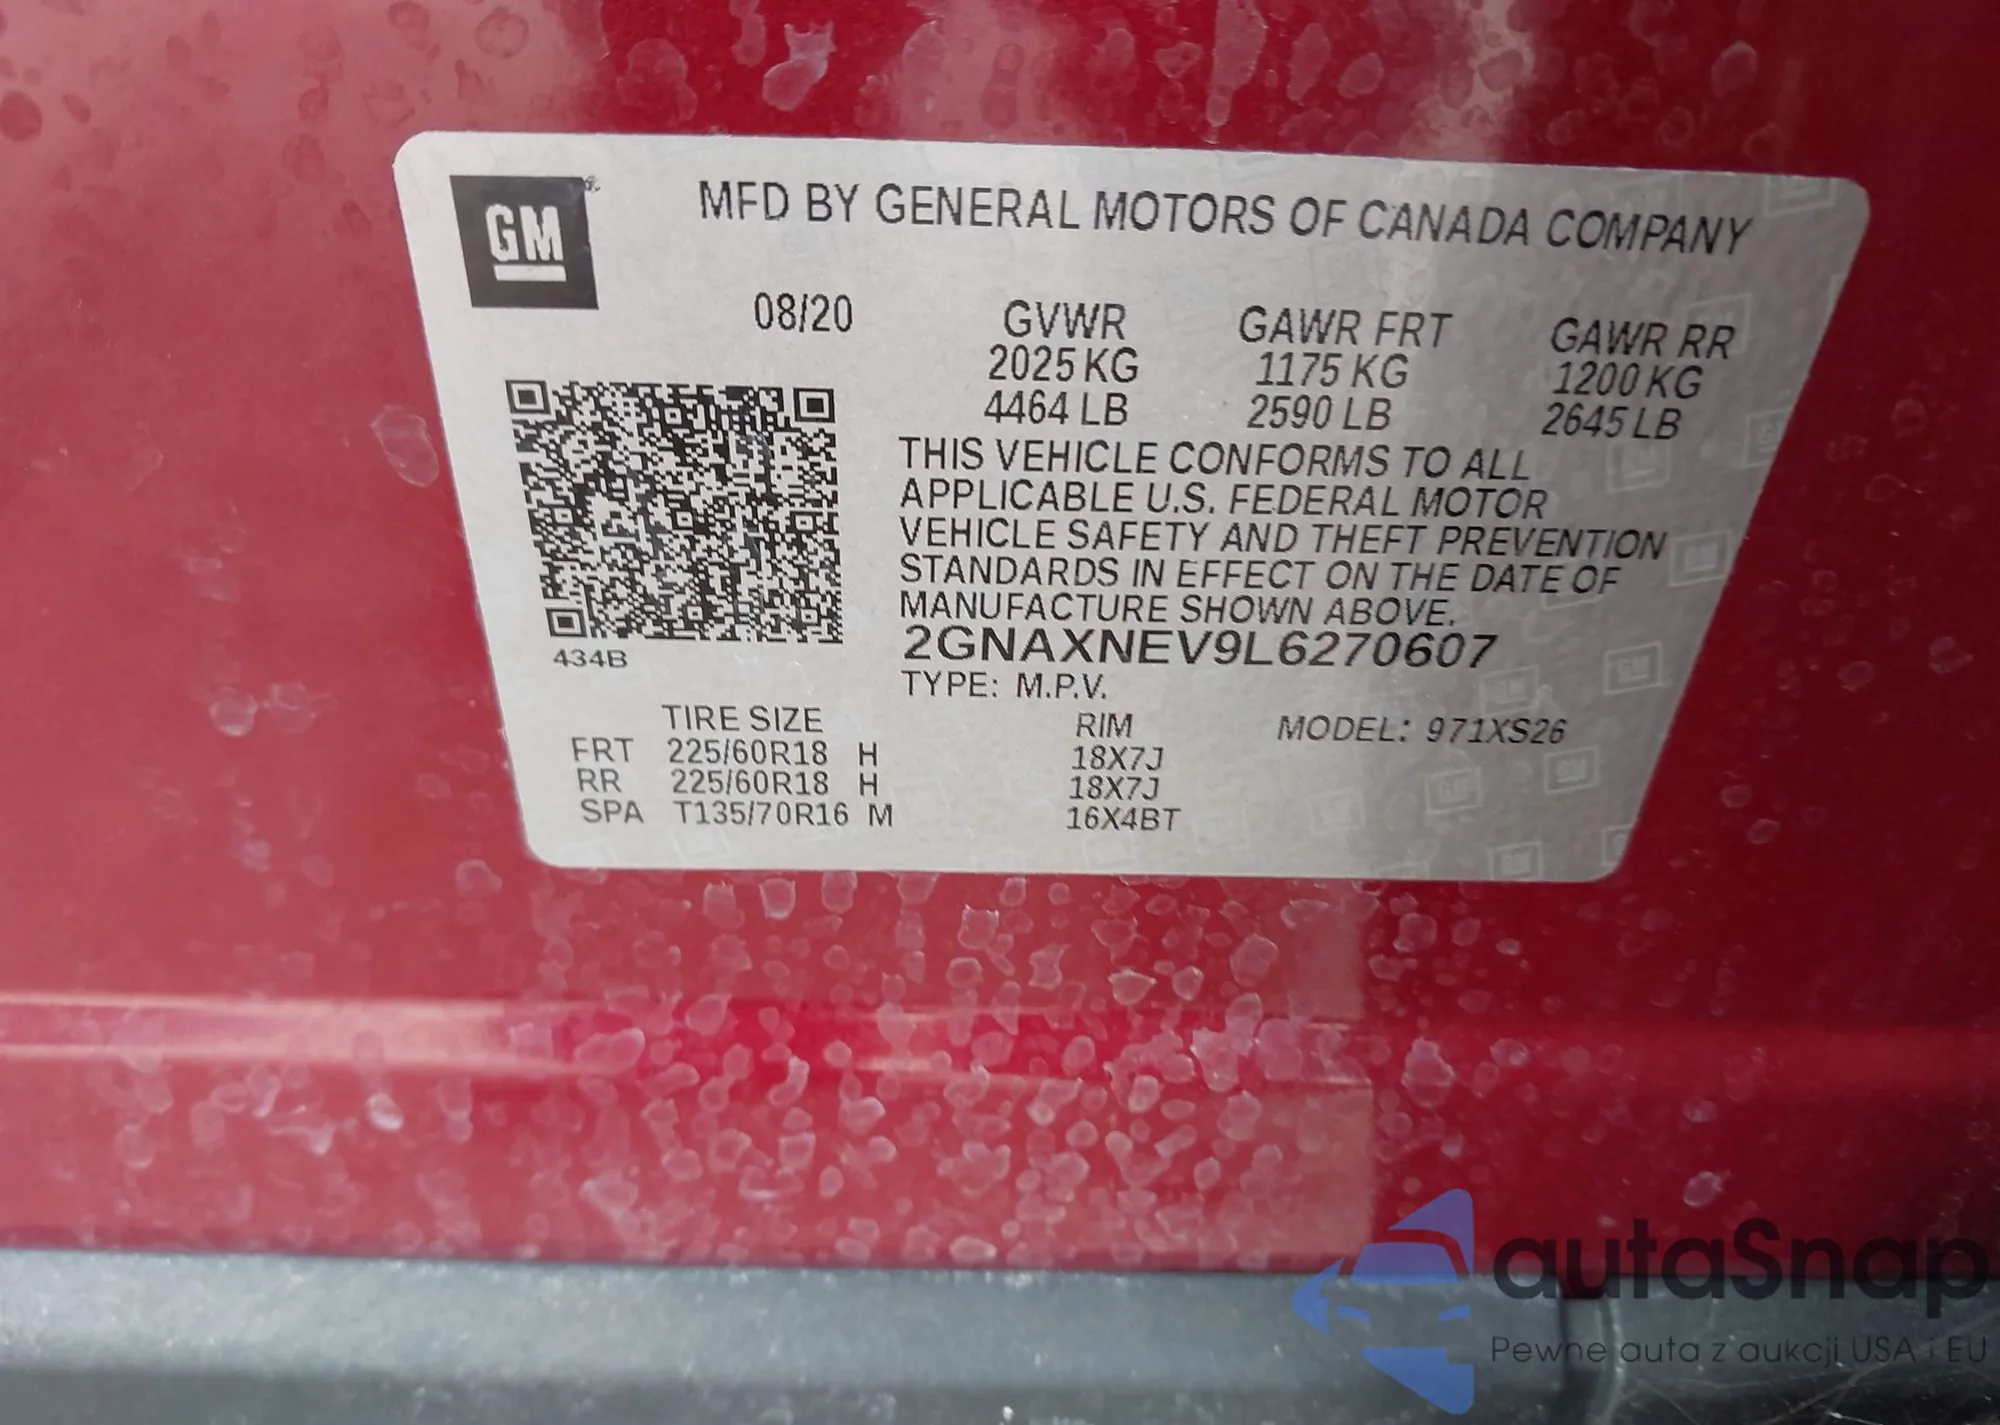 GM
MFD BY GENERAL MOTORS OF CANADA COMPANY
08/20 GVWR GAWR FRT GAWR RR
2025 KG 1175 KG 1200 KG
4464 LB 2590 LB 2645 LB
THIS VEHICLE CONFORMS TO ALL
APPLICABLE U.S. FEDERAL MOTOR
VEHICLE SAFETY AND THEFT PREVENTION
STANDARDS IN EFFECT ON THE DATE OF
MANUFACTURE SHOWN ABOVE.
2GNAXNEV9L6270607
434B
TYPE: M.P.V.
TIRE SIZE RIM MODEL: 971XS26
FRT 225/60R18 H 18X7J
RR 225/60R18 H 18X7J
SPA T135/70R16 M 16X4BT
autaSnap
Pewne auta z aukcji USA i EU